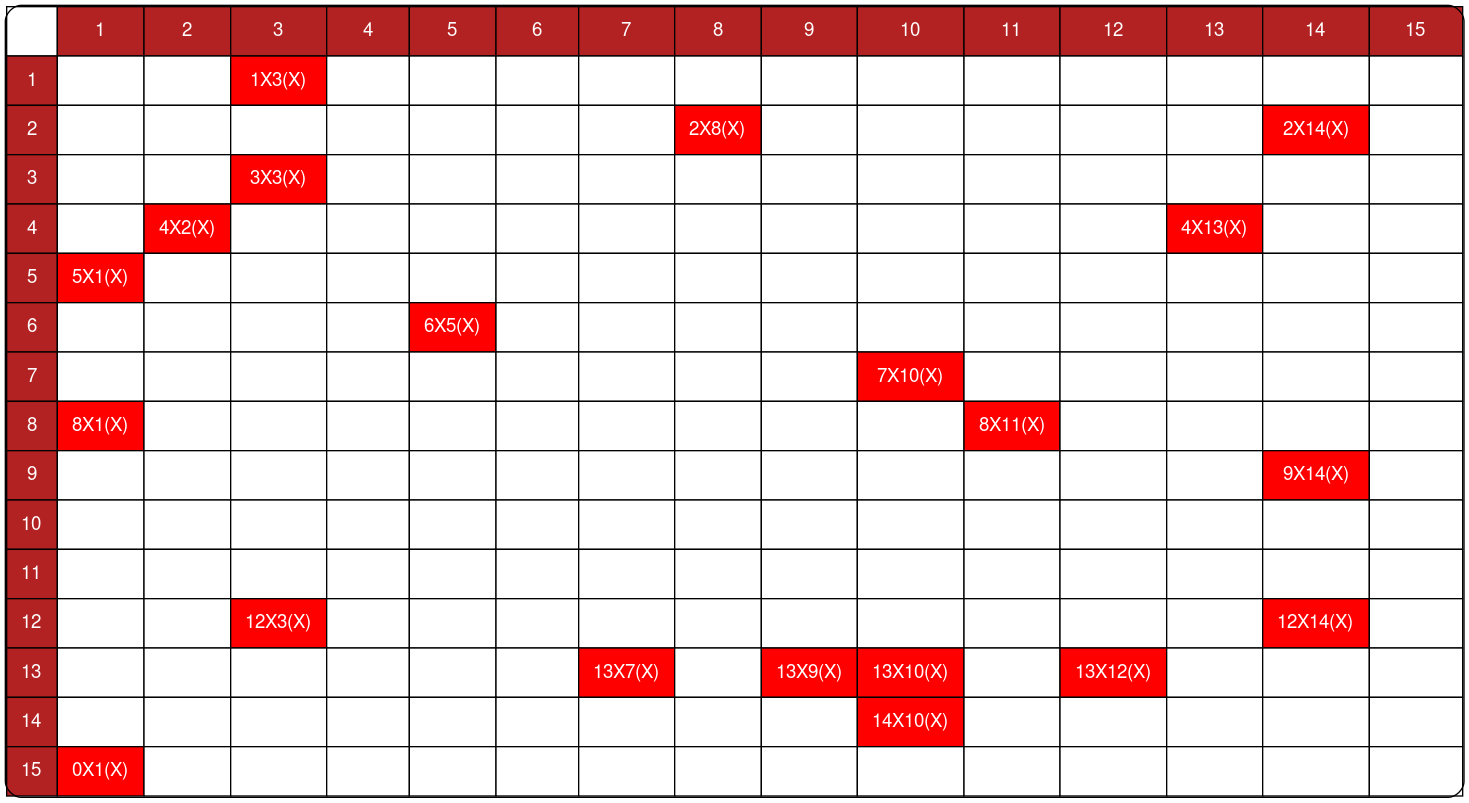 1 2 3 4 5 6 7 8 9 10 11 12 13 14 15
1 1X3(X)
2 2X8(X) 2X14(X)
3 3X3(X)
4 4X2(X) 4X13(X)
5 5X1(X)
6 6X5(X)
7 7X10(X)
8 8X1(X) 8X11(X)
9 9X14(X)
10
11
12 12X3(X) 12X14(X)
13 13X7(X) 13X9(X) 13X10(X) 13X12(X)
14 14X10(X)
15 0X1(X)